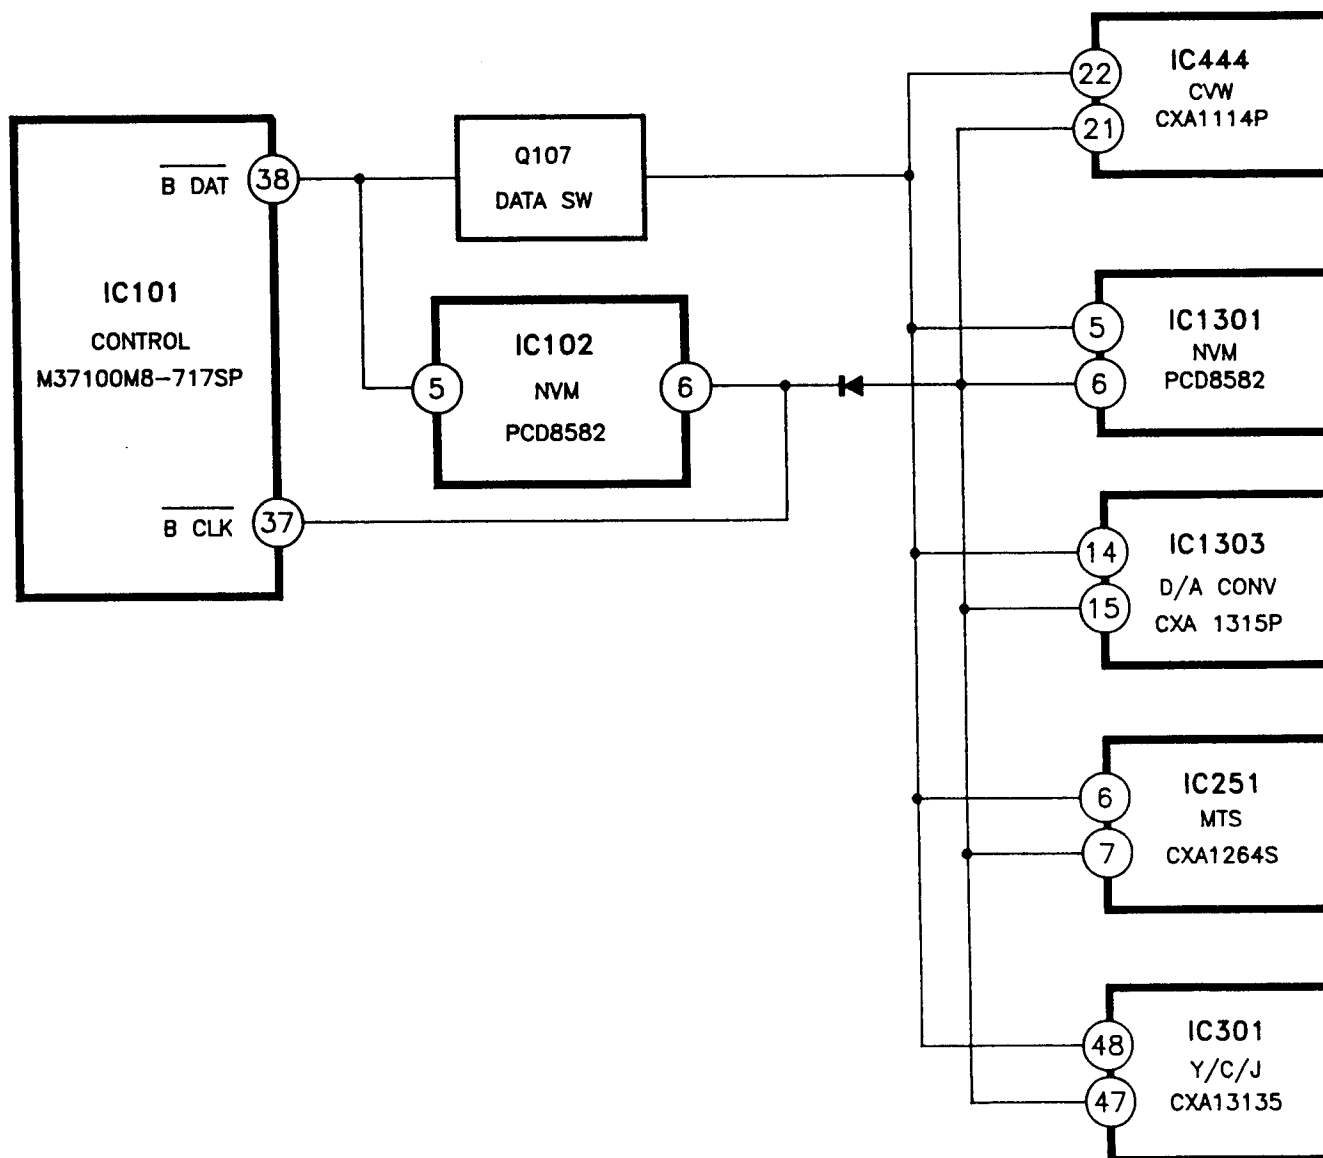 IC101
CONTROL
M37100M8-717SP
B DAT
38
B CLK
37
Q107
DATA SW
IC102
NVM
PCD8582
5
6
IC444
CVW
CXA1114P
22
21
IC1301
NVM
PCD8582
5
6
IC1303
D/A CONV
CXA 1315P
14
15
IC251
MTS
CXA1264S
6
7
IC301
Y/C/J
CXA13135
48
47